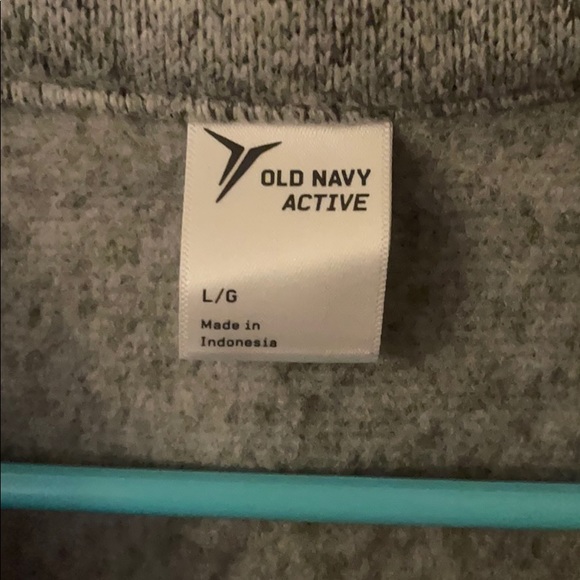 OLD NAVY
ACTIVE
L/G
Made in
Indonesia